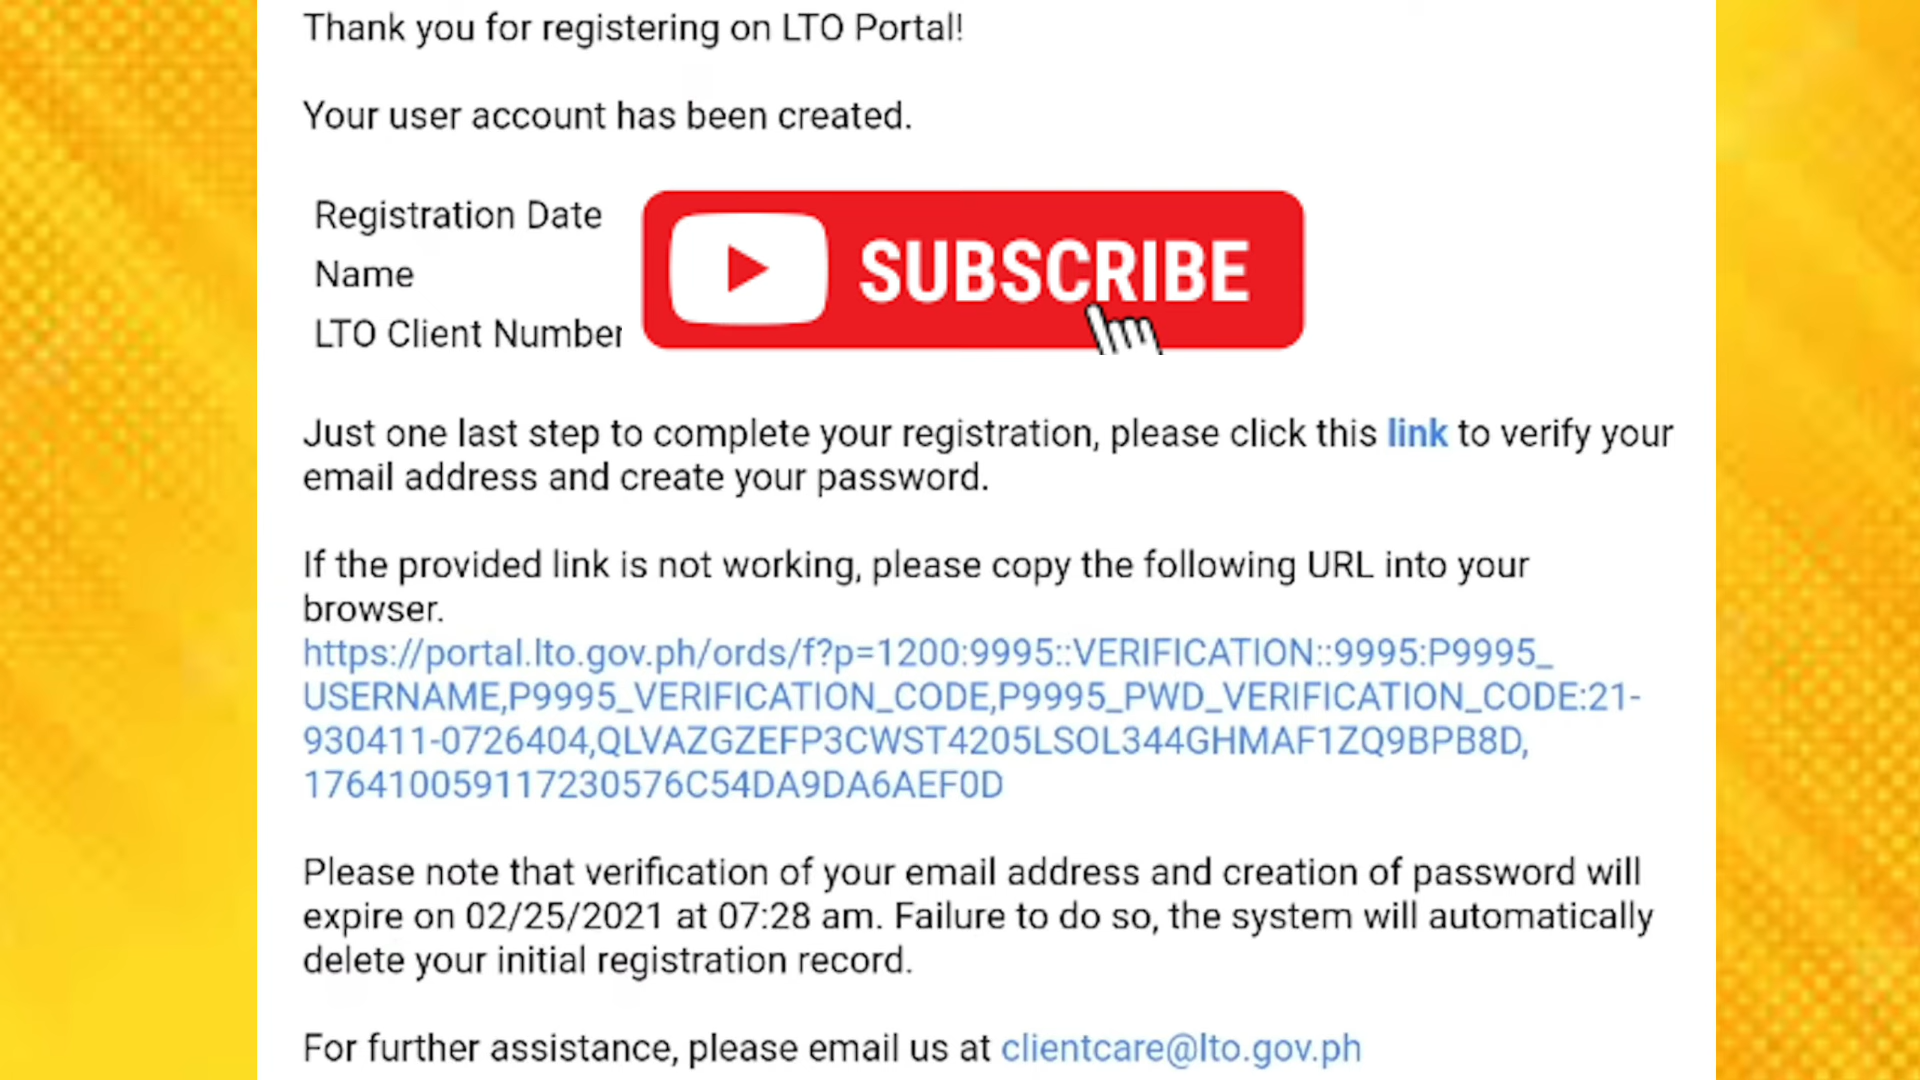 Thank you for registering on LTO Portal!
Your user account has been created.
Registration Date
Name
LTO Client Number
SUBSCRIBE
Just one last step to complete your registration, please click this link to verify your
email address and create your password.
If the provided link is not working, please copy the following URL into your
browser.
https://portal.lto.gov.ph/ords/f?p=1200:9995::VERIFICATION::9995:P9995_
USERNAME,P9995_VERIFICATION_CODE,P9995_PWD_VERIFICATION_CODE:21-
930411-0726404,QLVAZGZEFP3CWST4205LSOL344GHMAF1ZQ9BPB8D,
176410059117230576C54DA9DA6AEF0D
Please note that verification of your email address and creation of password will
expire on 02/25/2021 at 07:28 am. Failure to do so, the system will automatically
delete your initial registration record.
For further assistance, please email us at clientcare@lto.gov.ph